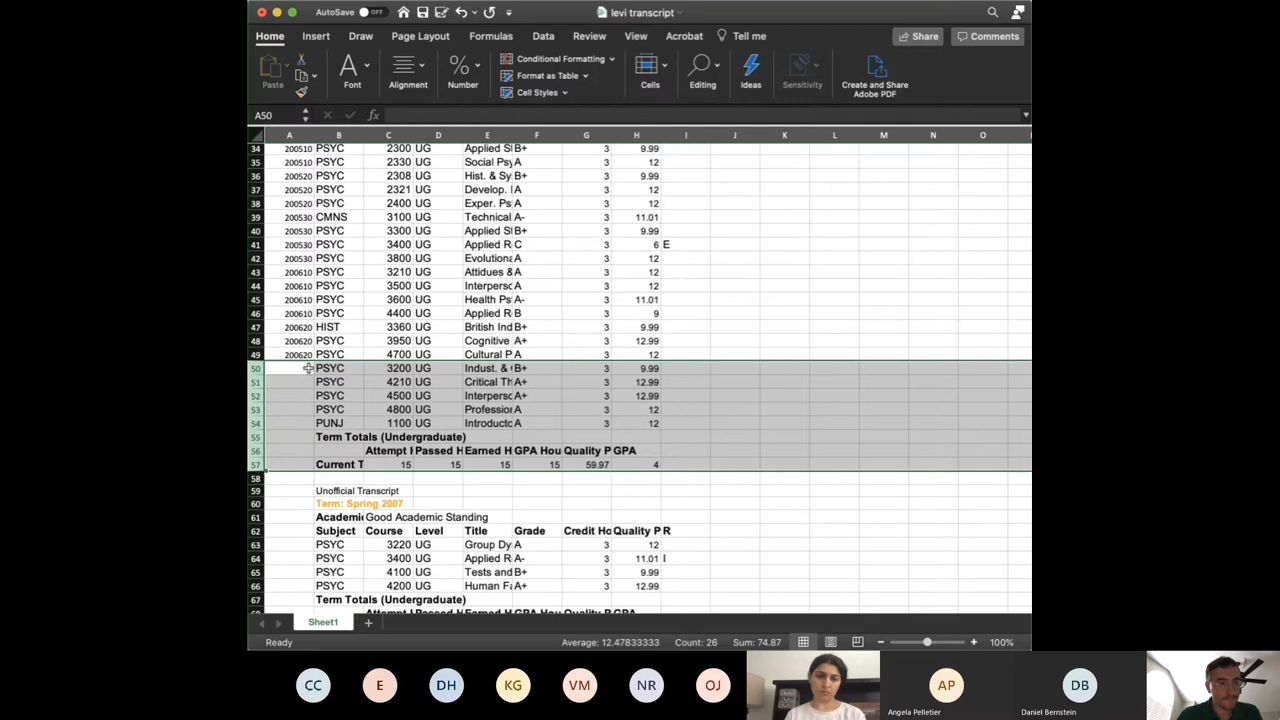 AutoSave OFF levi transcript
Home Insert Draw Page Layout Formulas Data Review View Acrobat Tell me Share Comments
Paste Font Alignment Number Conditional Formatting Format as Table Cell Styles Cells Editing Ideas Sensitivity Create and Share Adobe PDF
A50 fx
A B C D E F G H I J K L M N O
34 200510 PSYC 2300 UG Applied St B+ 3 9.99
35 200510 PSYC 2330 UG Social Psy A 3 12
36 200520 PSYC 2308 UG Hist. & Sy B+ 3 9.99
37 200520 PSYC 2321 UG Develop. A 3 12
38 200520 PSYC 2400 UG Exper. Ps A 3 12
39 200530 CMNS 3100 UG Technical A- 3 11.01
40 200530 PSYC 3300 UG Applied St B+ 3 9.99
41 200530 PSYC 3400 UG Applied R C 3 6 E
42 200530 PSYC 3800 UG Evolutiona A 3 12
43 200610 PSYC 3210 UG Attidues & A 3 12
44 200610 PSYC 3500 UG Interpersc A 3 12
45 200610 PSYC 3600 UG Health Ps A- 3 11.01
46 200610 PSYC 4400 UG Applied R B 3 9
47 200620 HIST 3360 UG British Ind B+ 3 9.99
48 200620 PSYC 3950 UG Cognitive A+ 3 12.99
49 200620 PSYC 4700 UG Cultural P A 3 12
50 PSYC 3200 UG Indust. & B+ 3 9.99
51 PSYC 4210 UG Critical Th A+ 3 12.99
52 PSYC 4500 UG Interpersc A+ 3 12.99
53 PSYC 4800 UG Profession A 3 12
54 PUNJ 1100 UG Introducto A 3 12
55 Term Totals (Undergraduate)
56 Attempt Passed H Earned H GPA Hou Quality P GPA
57 Current T 15 15 15 15 59.97 4
58
59 Unofficial Transcript
60 Term: Spring 2007
61 Academic Good Academic Standing
62 Subject Course Level Title Grade Credit Ho Quality P R
63 PSYC 3220 UG Group Dy A 3 12
64 PSYC 3400 UG Applied R A- 3 11.01 I
65 PSYC 4100 UG Tests and B+ 3 9.99
66 PSYC 4200 UG Human Fa A+ 3 12.99
67 Term Totals (Undergraduate)
Sheet1
Ready Average: 12.47833333 Count: 26 Sum: 74.87 100%
CC E DH KG VM NR OJ AP DB
Angela Pelletier Daniel Bernstein